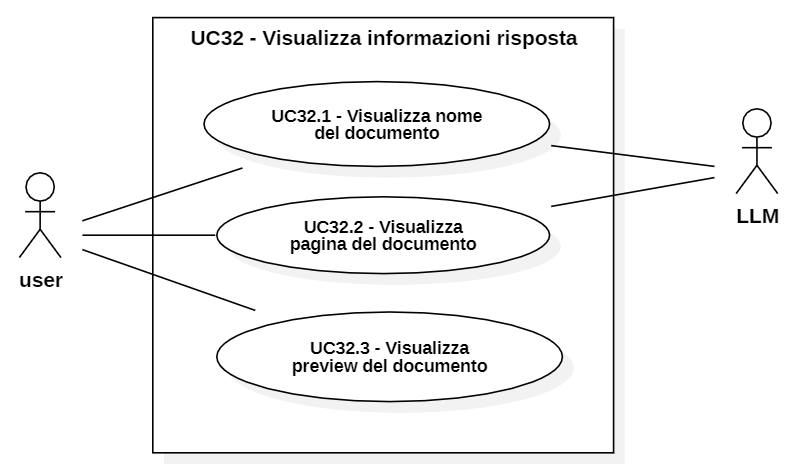 UC32 - Visualizza informazioni risposta
UC32.1 - Visualizza nome
del documento
UC32.2 - Visualizza
pagina del documento
UC32.3 - Visualizza
preview del documento
user
LLM